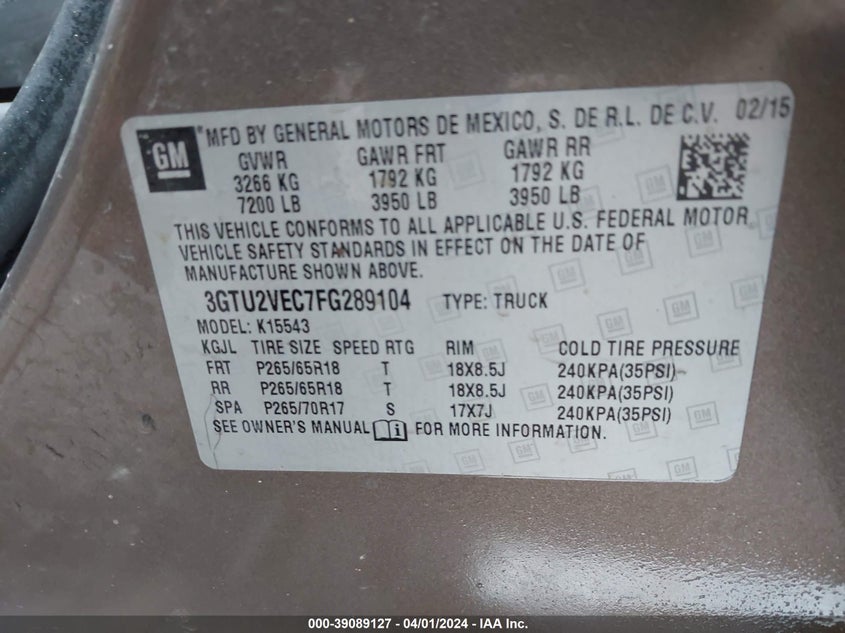 GM MFD BY GENERAL MOTORS DE MEXICO, S. DE R.L. DE C.V. 02/15
GVWR GAWR FRT GAWR RR
3266 KG 1792 KG 1792 KG
7200 LB 3950 LB 3950 LB
THIS VEHICLE CONFORMS TO ALL APPLICABLE U.S. FEDERAL MOTOR
VEHICLE SAFETY STANDARDS IN EFFECT ON THE DATE OF
MANUFACTURE SHOWN ABOVE.
3GTU2VEC7FG289104 TYPE: TRUCK
MODEL: K15543
KGJL TIRE SIZE SPEED RTG RIM COLD TIRE PRESSURE
FRT P265/65R18 T 18X8.5J 240KPA(35PSI)
RR P265/65R18 T 18X8.5J 240KPA(35PSI)
SPA P265/70R17 S 17X7J 240KPA(35PSI)
SEE OWNER'S MANUAL i FOR MORE INFORMATION.
000-39089127 - 04/01/2024 - IAA Inc.